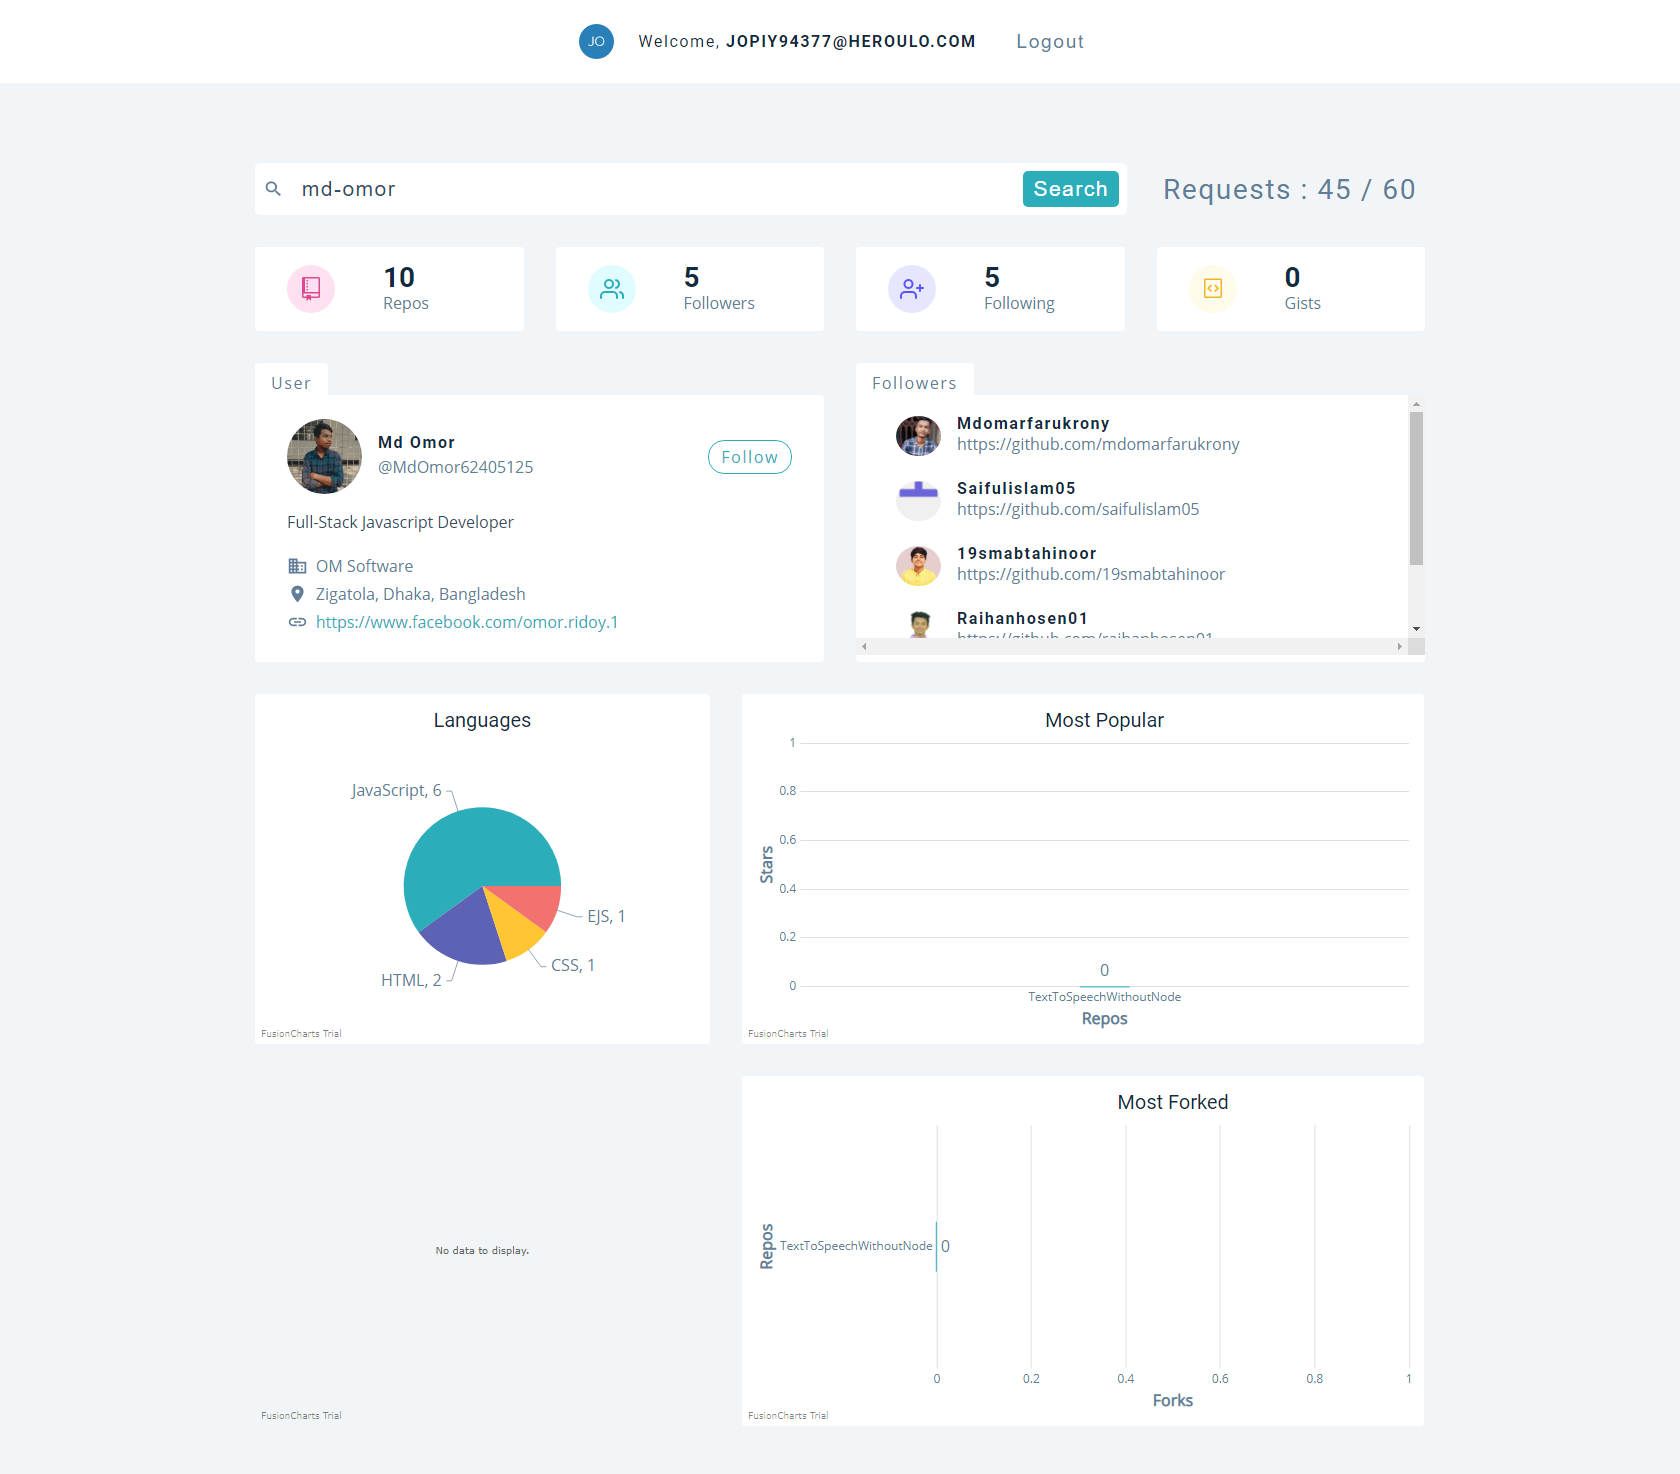 JO
Welcome, JOPIY94377@HEROULO.COM
Logout
md-omor
Search
Requests : 45 / 60
10
Repos
5
Followers
5
Following
0
Gists
User
Md Omor
@MdOmor62405125
Follow
Full-Stack Javascript Developer
OM Software
Zigatola, Dhaka, Bangladesh
https://www.facebook.com/omor.ridoy.1
Followers
Mdomarfarukrony
https://github.com/mdomarfarukrony
Saifulislam05
https://github.com/saifulislam05
19smabtahinoor
https://github.com/19smabtahinoor
Raihanhosen01
https://github.com/raihanhosen01
Languages
JavaScript, 6
EJS, 1
CSS, 1
HTML, 2
FusionCharts Trial
Most Popular
1
0.8
0.6
0.4
0.2
0
Stars
0
TextToSpeechWithoutNode
Repos
FusionCharts Trial
No data to display.
FusionCharts Trial
Most Forked
Repos
TextToSpeechWithoutNode
0
0
0.2
0.4
0.6
0.8
1
Forks
FusionCharts Trial